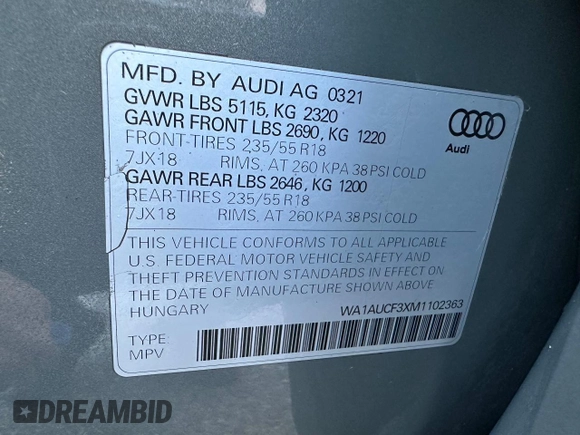 MFD. BY AUDI AG 0321
GVWR LBS 5115, KG 2320
GAWR FRONT LBS 2690, KG 1220
FRONT-TIRES 235/55 R18
7JX18 RIMS, AT 260 KPA 38 PSI COLD
GAWR REAR LBS 2646, KG 1200
REAR-TIRES 235/55 R18
7JX18 RIMS, AT 260 KPA 38 PSI COLD
Audi
THIS VEHICLE CONFORMS TO ALL APPLICABLE
U.S. FEDERAL MOTOR VEHICLE SAFETY AND
THEFT PREVENTION STANDARDS IN EFFECT ON
THE DATE OF MANUFACTURE SHOWN ABOVE
HUNGARY
WA1AUCF3XM1102363
TYPE:
MPV
DREAMBID